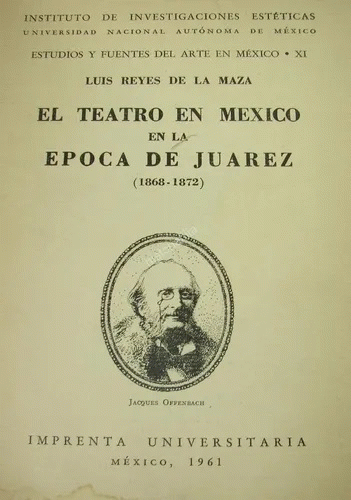 INSTITUTO DE INVESTIGACIONES ESTÉTICAS
UNIVERSIDAD NACIONAL AUTÓNOMA DE MÉXICO
ESTUDIOS Y FUENTES DEL ARTE EN MÉXICO • XI
LUIS REYES DE LA MAZA
EL TEATRO EN MEXICO
EN LA
EPOCA DE JUAREZ
(1868-1872)
JACQUES OFFENBACH
IMPRENTA UNIVERSITARIA
MÉXICO, 1961